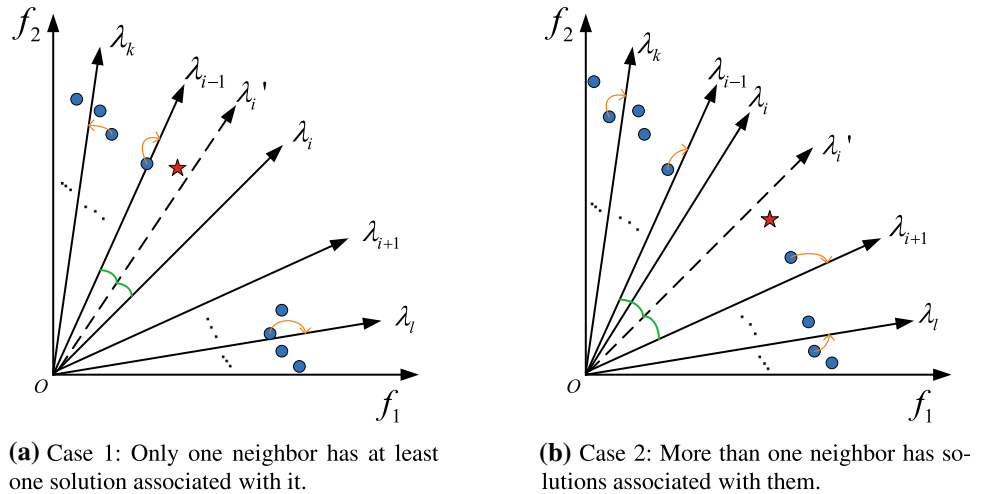 f₂
λₖ
λᵢ₋₁
λᵢ'
λᵢ
λᵢ₊₁
λₗ
O
f₁
(a) Case 1: Only one neighbor has at least
one solution associated with it.
f₂
λₖ
λᵢ₋₁
λᵢ
λᵢ'
λᵢ₊₁
λₗ
O
f₁
(b) Case 2: More than one neighbor has so-
lutions associated with them.